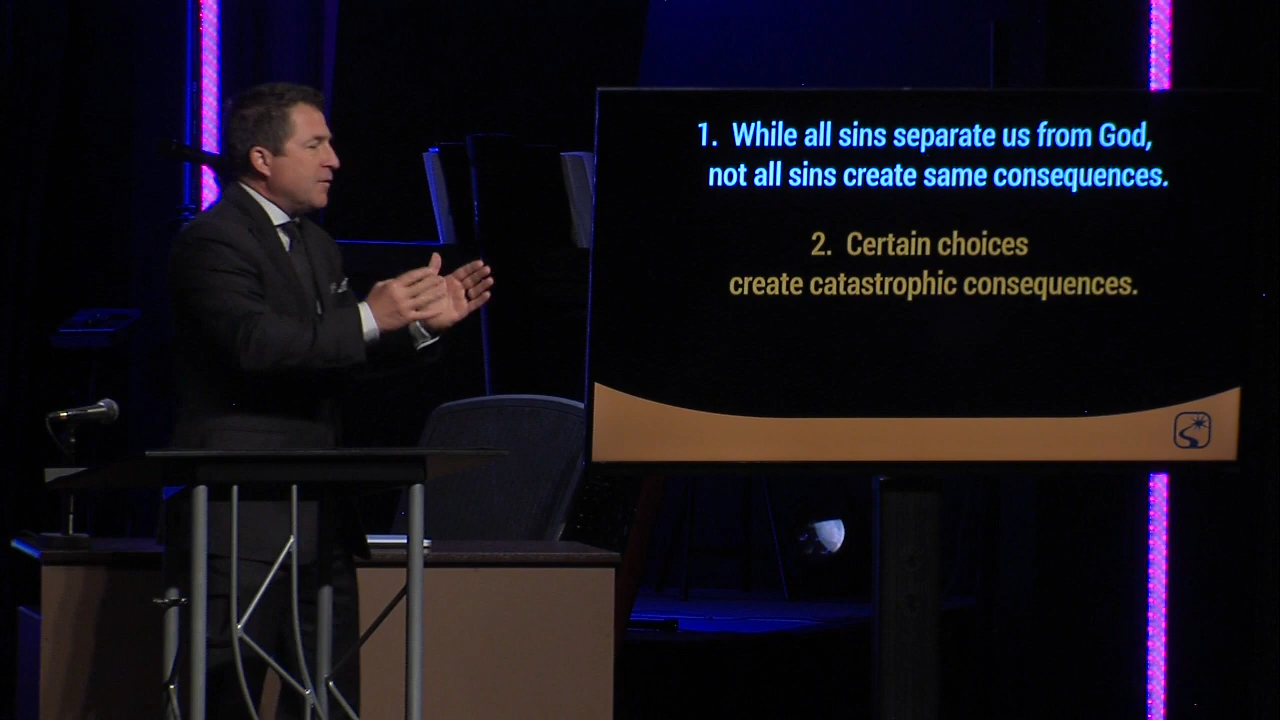 1. While all sins separate us from God,
not all sins create same consequences.
2. Certain choices
create catastrophic consequences.